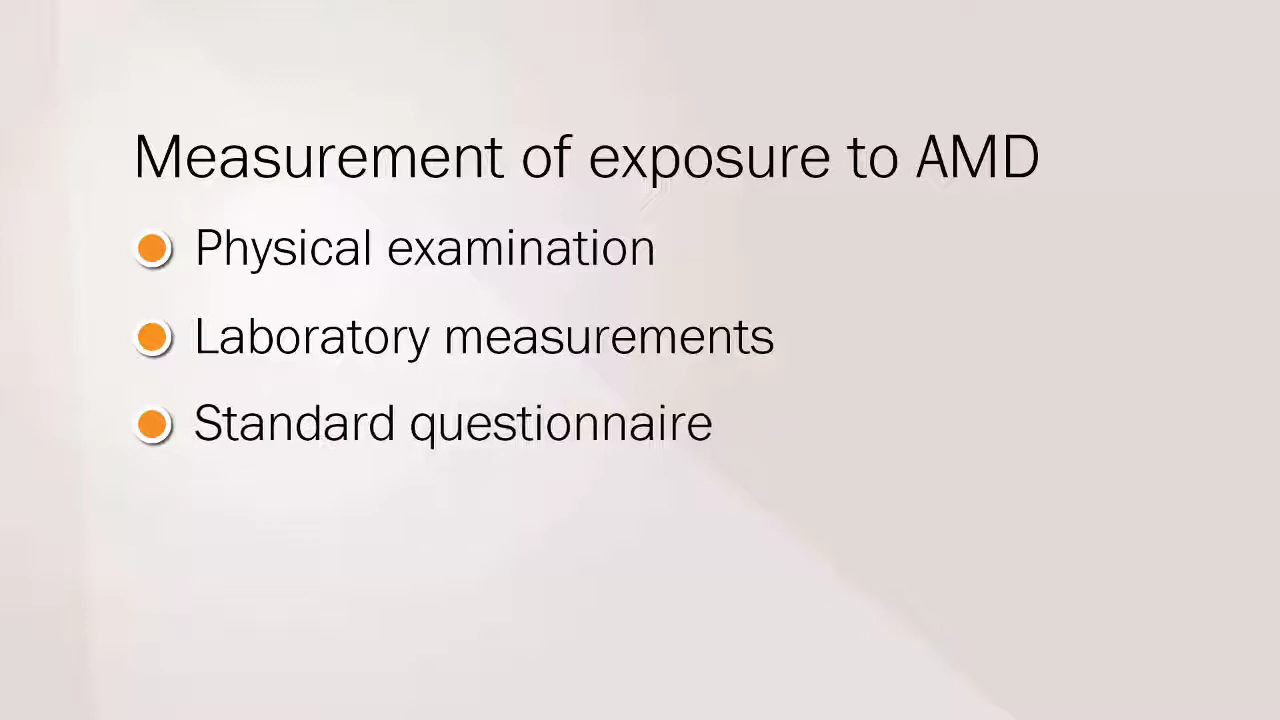 Measurement of exposure to AMD
Physical examination
Laboratory measurements
Standard questionnaire